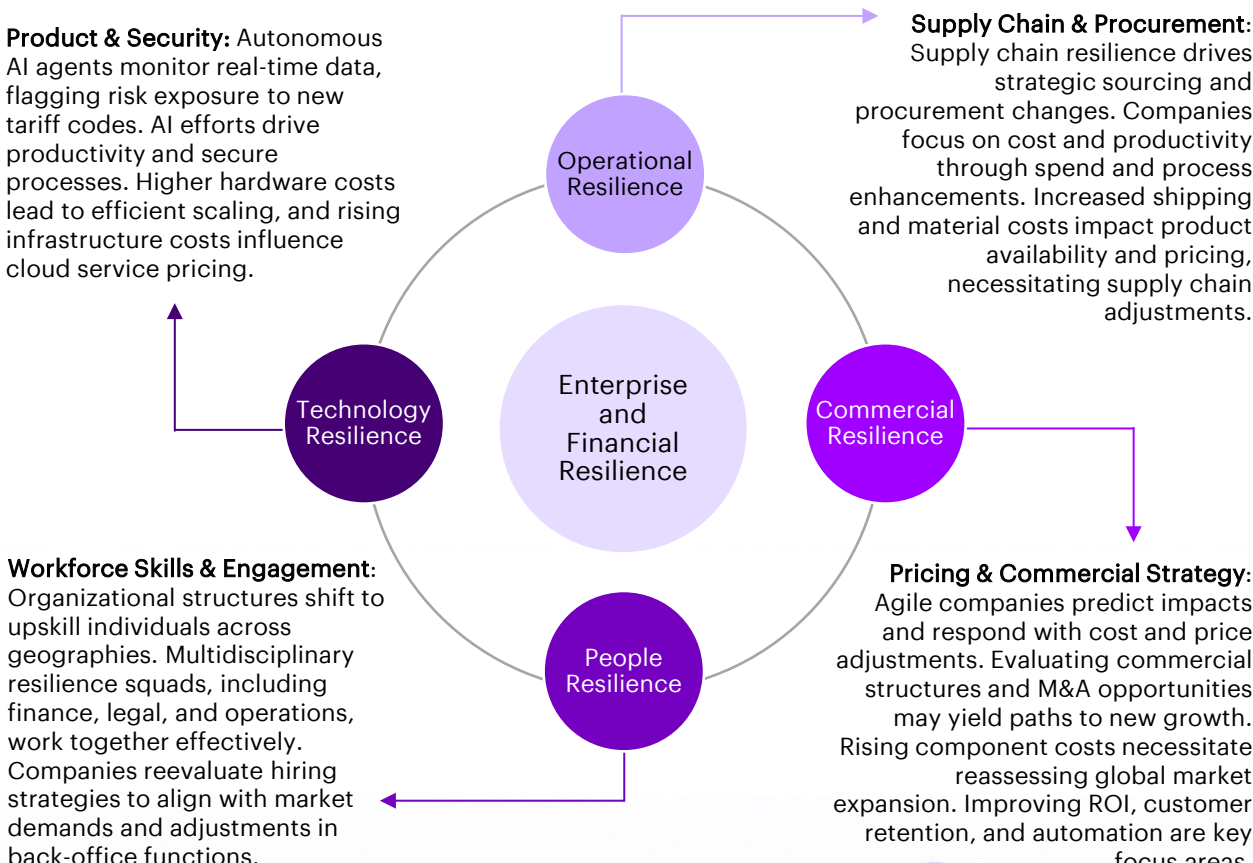 Product & Security: Autonomous
AI agents monitor real-time data,
flagging risk exposure to new
tariff codes. AI efforts drive
productivity and secure
processes. Higher hardware costs
lead to efficient scaling, and rising
infrastructure costs influence
cloud service pricing.
Supply Chain & Procurement:
Supply chain resilience drives
strategic sourcing and
procurement changes. Companies
focus on cost and productivity
through spend and process
enhancements. Increased shipping
and material costs impact product
availability and pricing,
necessitating supply chain
adjustments.
Operational
Resilience
Technology
Resilience
Enterprise
and
Financial
Resilience
Commercial
Resilience
People
Resilience
Workforce Skills & Engagement:
Organizational structures shift to
upskill individuals across
geographies. Multidisciplinary
resilience squads, including
finance, legal, and operations,
work together effectively.
Companies reevaluate hiring
strategies to align with market
demands and adjustments in
back-office functions.
Pricing & Commercial Strategy:
Agile companies predict impacts
and respond with cost and price
adjustments. Evaluating commercial
structures and M&A opportunities
may yield paths to new growth.
Rising component costs necessitate
reassessing global market
expansion. Improving ROI, customer
retention, and automation are key
focus areas.